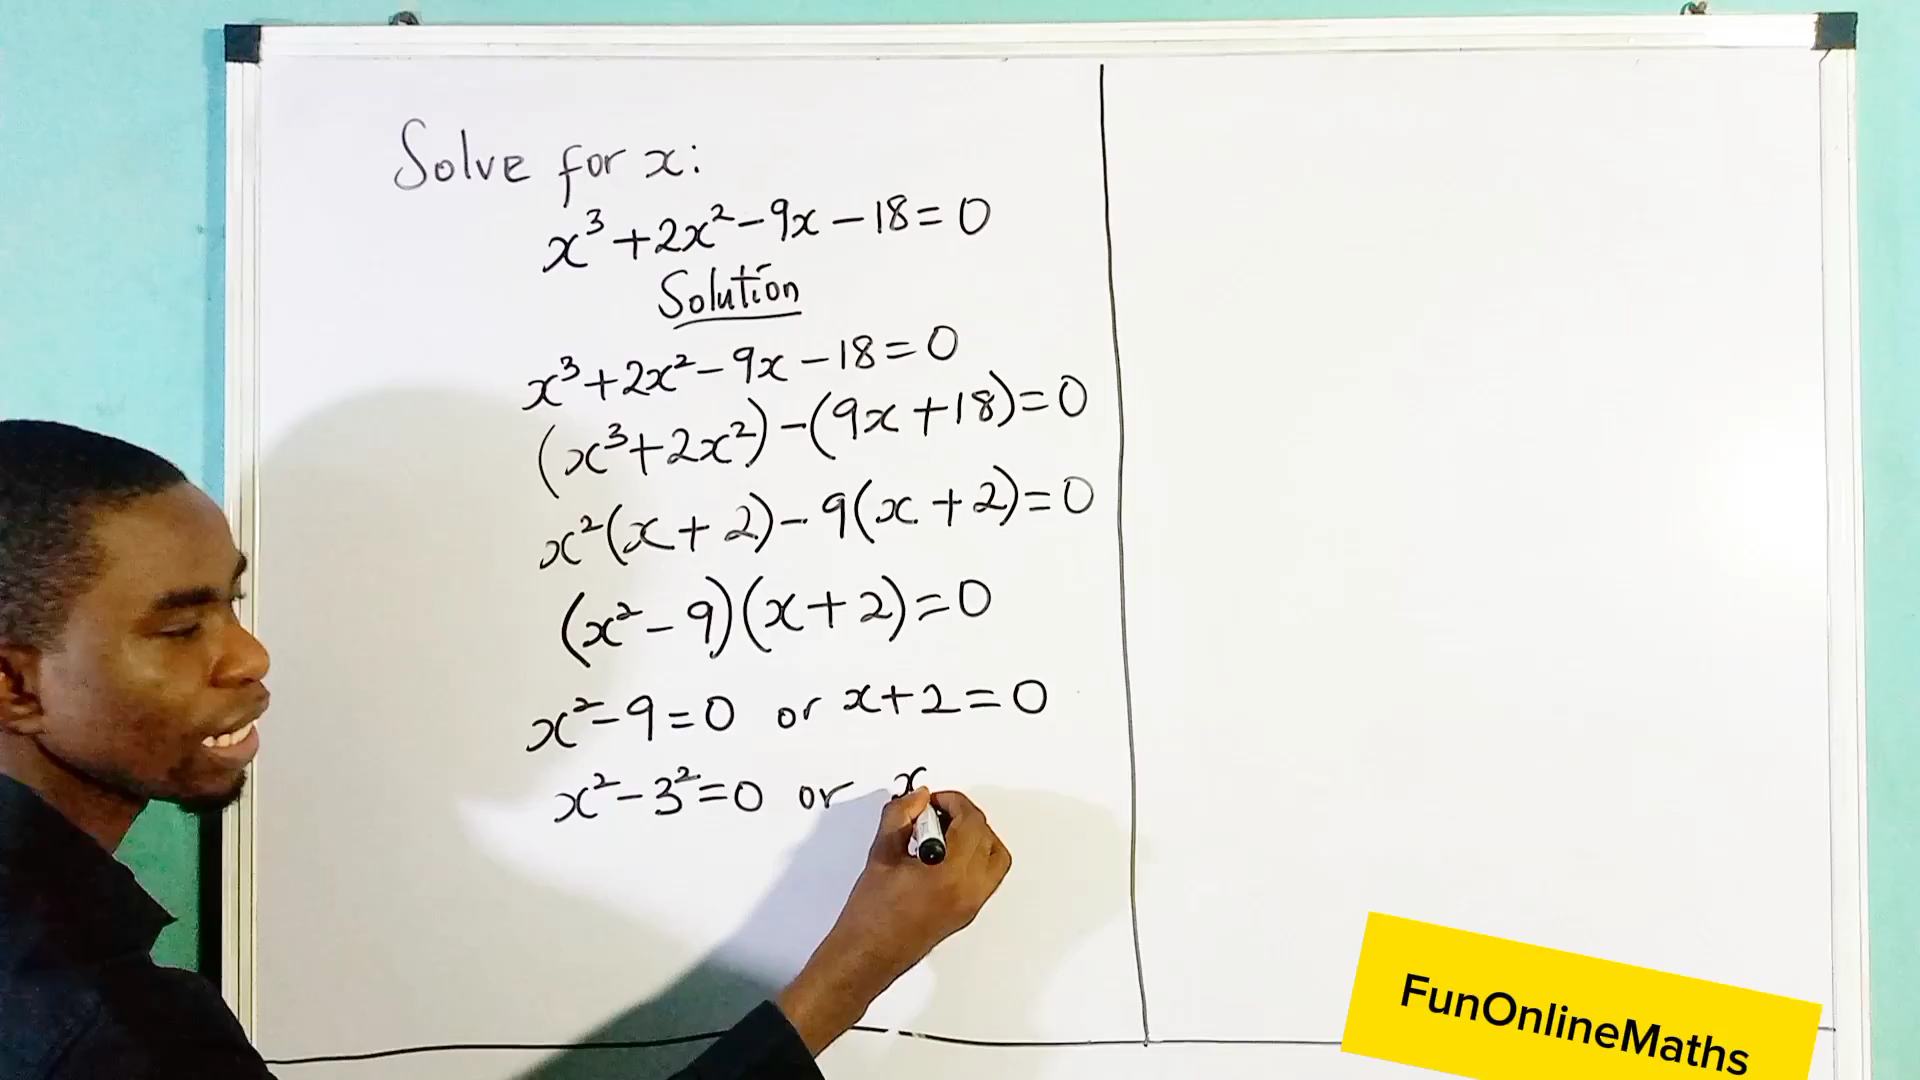 Solve for x:
x³+2x²-9x-18=0
Solution
x³+2x²-9x-18=0
(x³+2x²)-(9x+18)=0
x²(x+2)-9(x+2)=0
(x²-9)(x+2)=0
x²-9=0 or x+2=0
x²-3²=0 or x
FunOnlineMaths